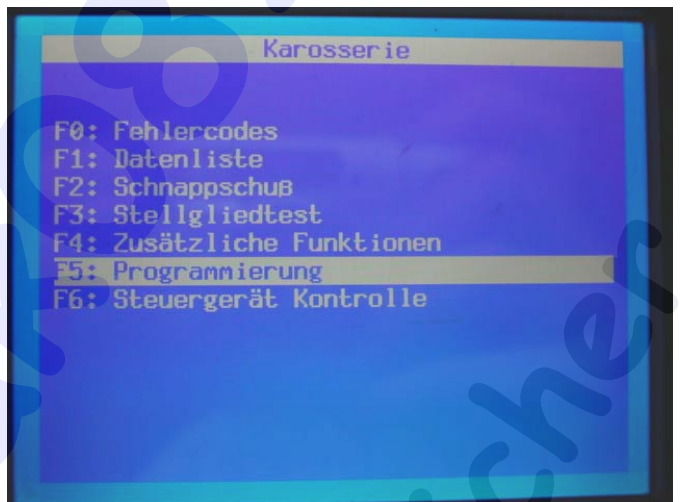 Karosserie
F0: Fehlercodes
F1: Datenliste
F2: Schnappschuß
F3: Stellgliedtest
F4: Zusätzliche Funktionen
F5: Programmierung
F6: Steuergerät Kontrolle